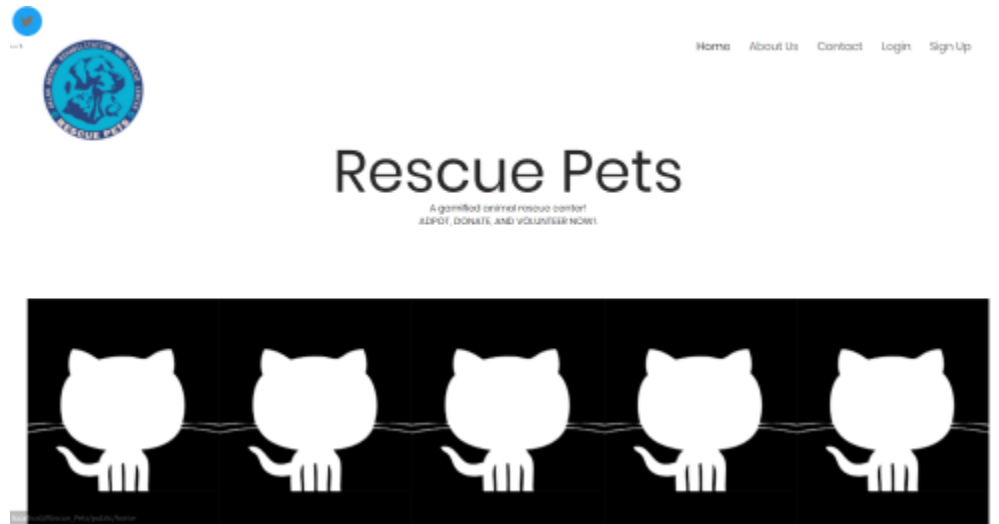 Home About Us Contact Login Sign Up
RESCUE PETS
Rescue Pets
A gamified animal rescue center!
ADPOT, DONATE, AND VOLUNTEER NOW!